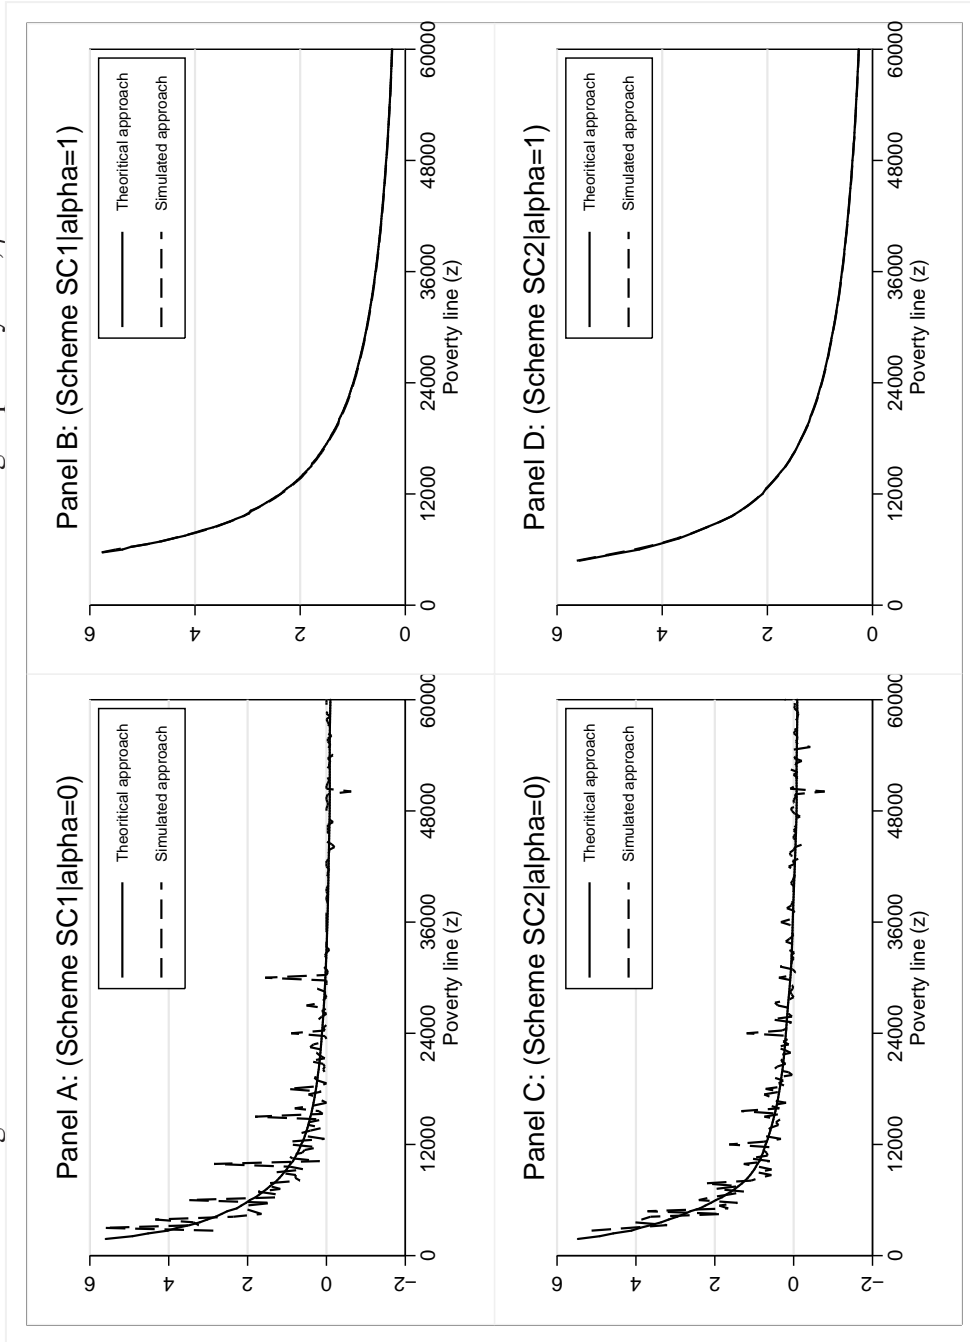 Panel A: (Scheme SC1|alpha=0)
Theoritical approach
Simulated approach
6
4
2
0
−2
0
12000
24000
36000
48000
60000
Poverty line (z)
Panel B: (Scheme SC1|alpha=1)
Theoritical approach
Simulated approach
6
4
2
0
0
12000
24000
36000
48000
60000
Poverty line (z)
Panel C: (Scheme SC2|alpha=0)
Theoritical approach
Simulated approach
6
4
2
0
−2
0
12000
24000
36000
48000
60000
Poverty line (z)
Panel D: (Scheme SC2|alpha=1)
Theoritical approach
Simulated approach
6
4
2
0
0
12000
24000
36000
48000
60000
Poverty line (z)